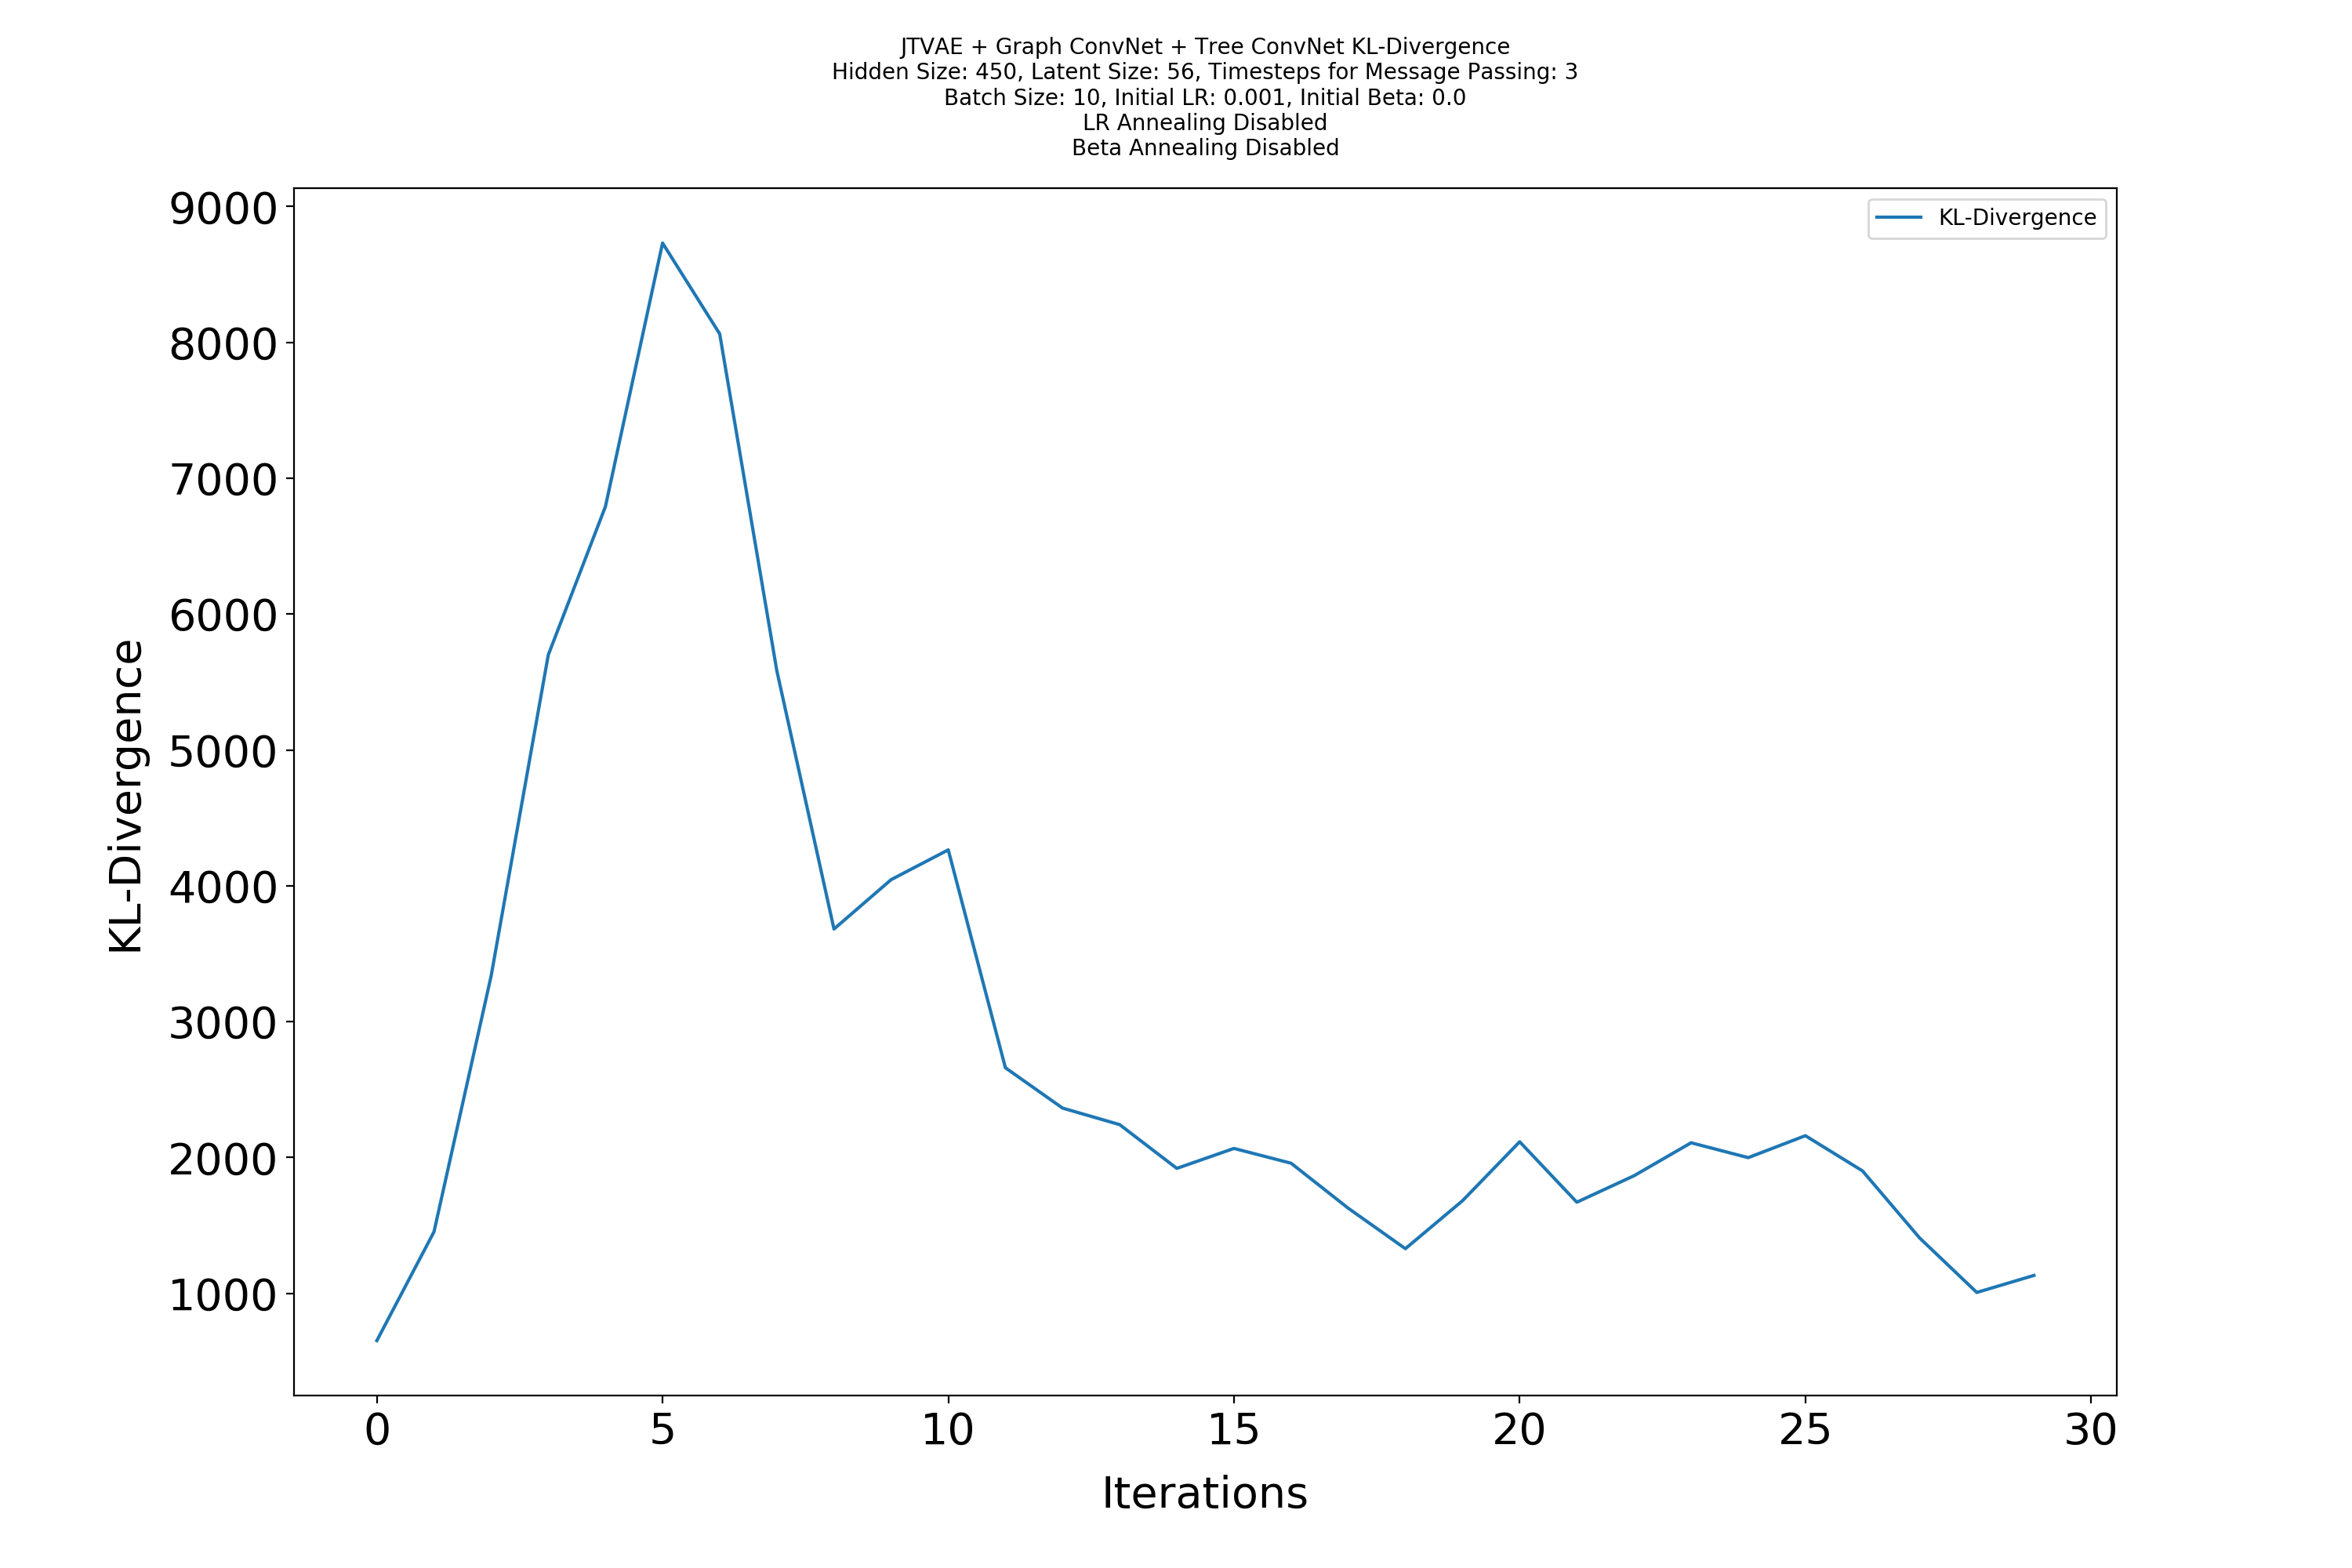 JTVAE + Graph ConvNet + Tree ConvNet KL-Divergence
Hidden Size: 450, Latent Size: 56, Timesteps for Message Passing: 3
Batch Size: 10, Initial LR: 0.001, Initial Beta: 0.0
LR Annealing Disabled
Beta Annealing Disabled
KL-Divergence
9000
8000
7000
6000
5000
4000
3000
2000
1000
KL-Divergence
0 5 10 15 20 25 30
Iterations